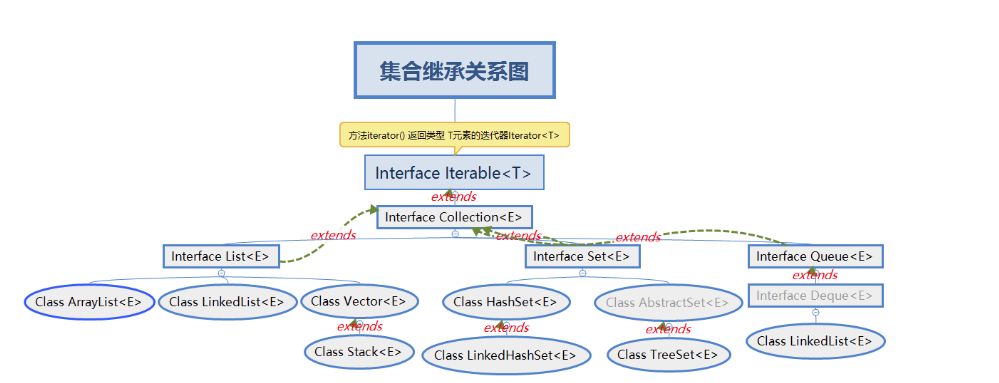 集合继承关系图
方法iterator() 返回类型 T元素的迭代器Iterator<T>
Interface Iterable<T>
extends
Interface Collection<E>
extends
extends
extends
Interface List<E>
Interface Set<E>
Interface Queue<E>
extends
Class ArrayList<E>
Class LinkedList<E>
Class Vector<E>
Class HashSet<E>
Class AbstractSet<E>
Interface Deque<E>
extends
extends
extends
Class Stack<E>
Class LinkedHashSet<E>
Class TreeSet<E>
Class LinkedList<E>